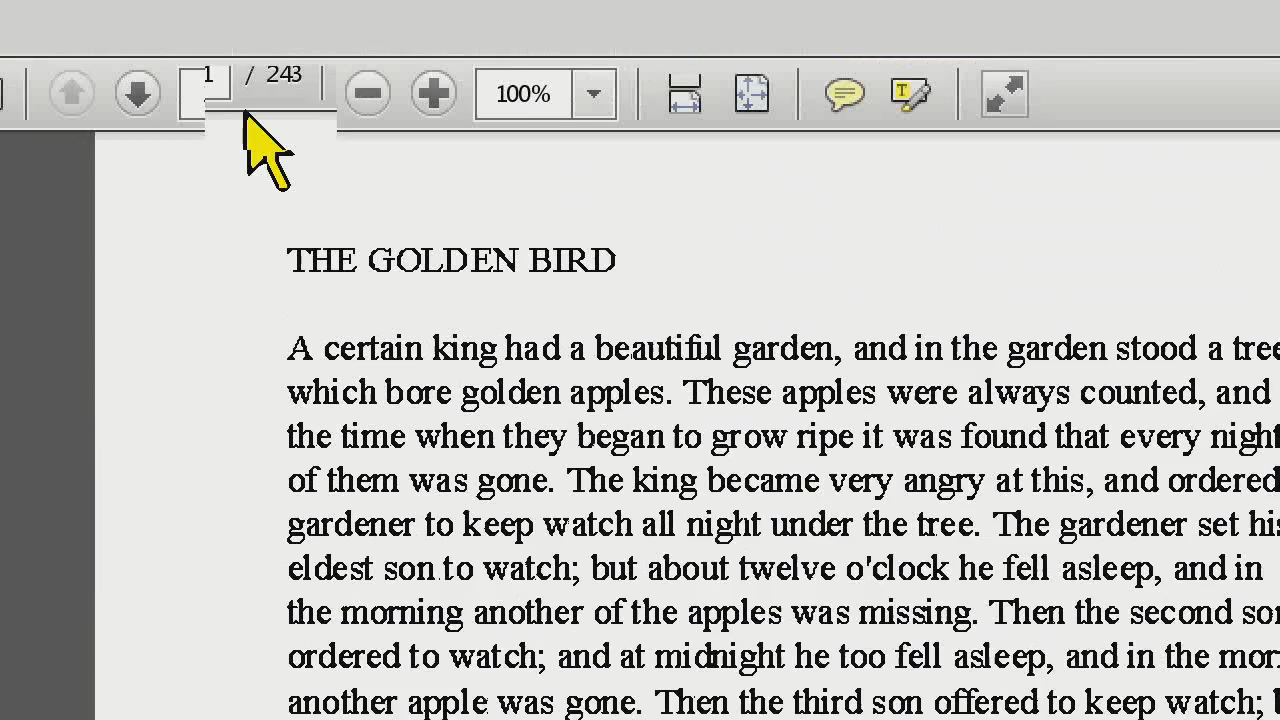 1 / 243
100%
T
THE GOLDEN BIRD
A certain king had a beautiful garden, and in the garden stood a tree
which bore golden apples. These apples were always counted, and
the time when they began to grow ripe it was found that every night
of them was gone. The king became very angry at this, and ordered
gardener to keep watch all night under the tree. The gardener set his
eldest son to watch; but about twelve o'clock he fell asleep, and in
the morning another of the apples was missing. Then the second son
ordered to watch; and at midnight he too fell asleep, and in the
another apple was gone. Then the third son offered to keep watch;